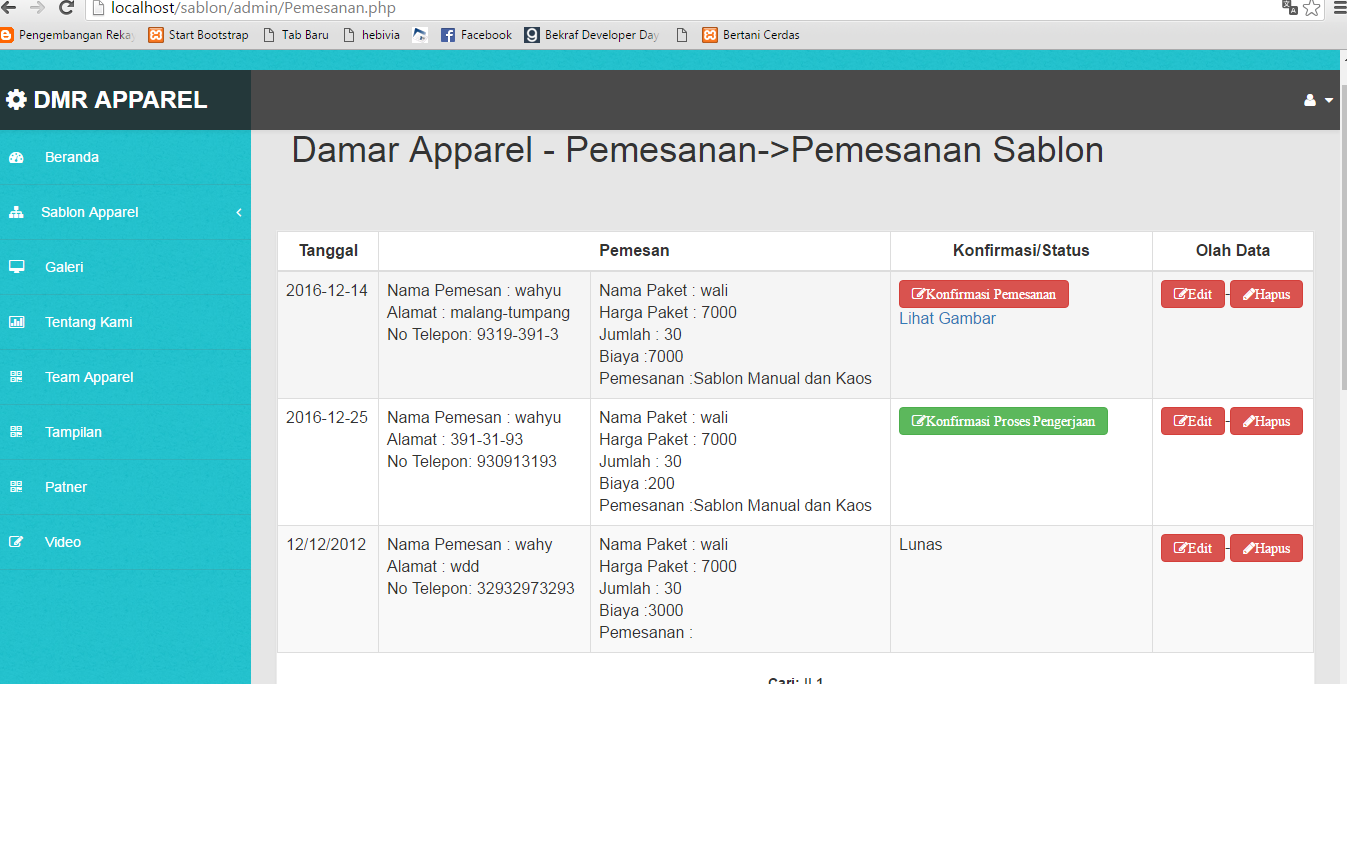 localhost/sablon/admin/Pemesanan.php
Pengembangan Reka Start Bootstrap Tab Baru hebivia Facebook Bekraf Developer Day Bertani Cerdas
DMR APPAREL
Damar Apparel - Pemesanan->Pemesanan Sablon
Beranda
Sablon Apparel
Galeri
Tentang Kami
Team Apparel
Tampilan
Patner
Video
Tanggal Pemesan Konfirmasi/Status Olah Data
2016-12-14
Nama Pemesan : wahyu
Alamat : malang-tumpang
No Telepon: 9319-391-3
Nama Paket : wali
Harga Paket : 7000
Jumlah : 30
Biaya :7000
Pemesanan :Sablon Manual dan Kaos
Konfirmasi Pemesanan
Lihat Gambar
Edit - Hapus
2016-12-25
Nama Pemesan : wahyu
Alamat : 391-31-93
No Telepon: 930913193
Nama Paket : wali
Harga Paket : 7000
Jumlah : 30
Biaya :200
Pemesanan :Sablon Manual dan Kaos
Konfirmasi Proses Pengerjaan
Edit - Hapus
12/12/2012
Nama Pemesan : wahy
Alamat : wdd
No Telepon: 32932973293
Nama Paket : wali
Harga Paket : 7000
Jumlah : 30
Biaya :3000
Pemesanan :
Lunas
Edit - Hapus
Cari: || 1